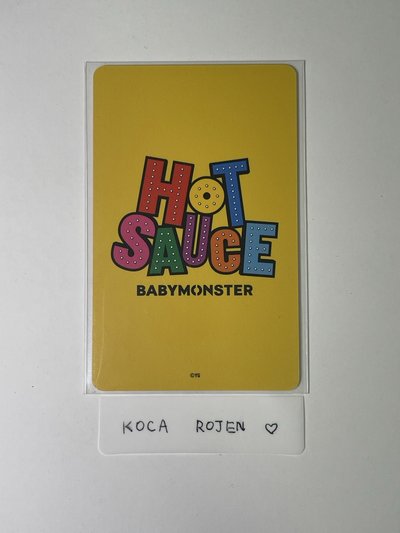 HOT
SAUCE
BABYMONSTER
©YG
KOCA ROJEN ♡